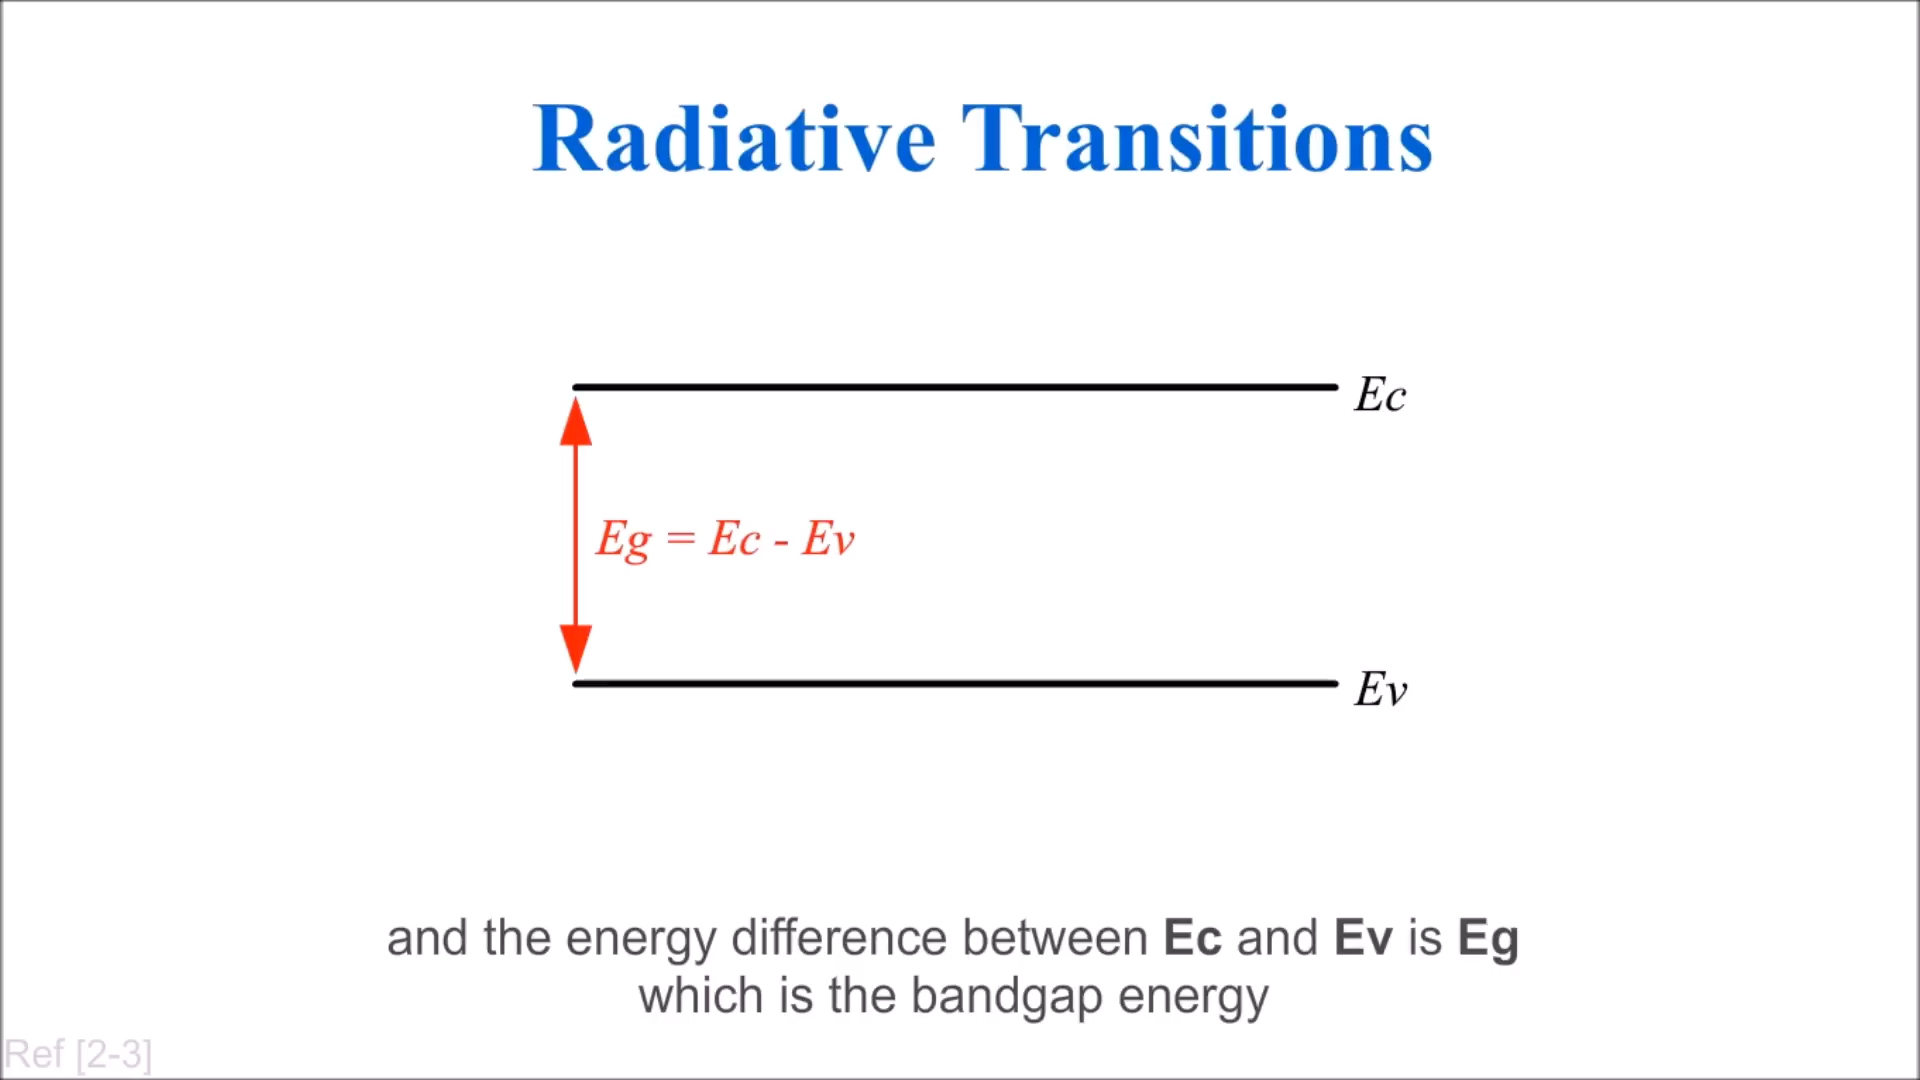 Radiative Transitions
Ec
Eg = Ec - Ev
Ev
and the energy difference between Ec and Ev is Eg
which is the bandgap energy
Ref [2-3]